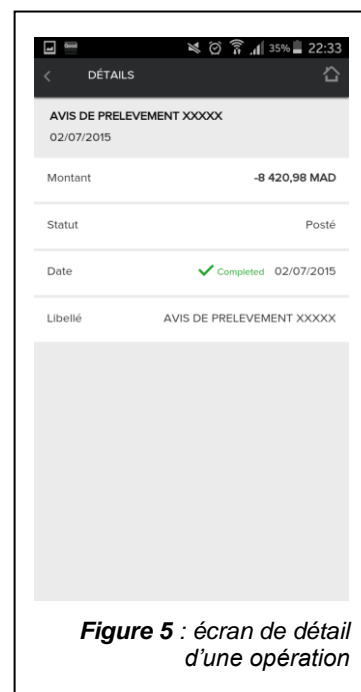 35% 22:33
DÉTAILS
AVIS DE PRELEVEMENT XXXXX
02/07/2015
Montant -8 420,98 MAD
Statut Posté
Date Completed 02/07/2015
Libellé AVIS DE PRELEVEMENT XXXXX
Figure 5 : écran de détail
d'une opération